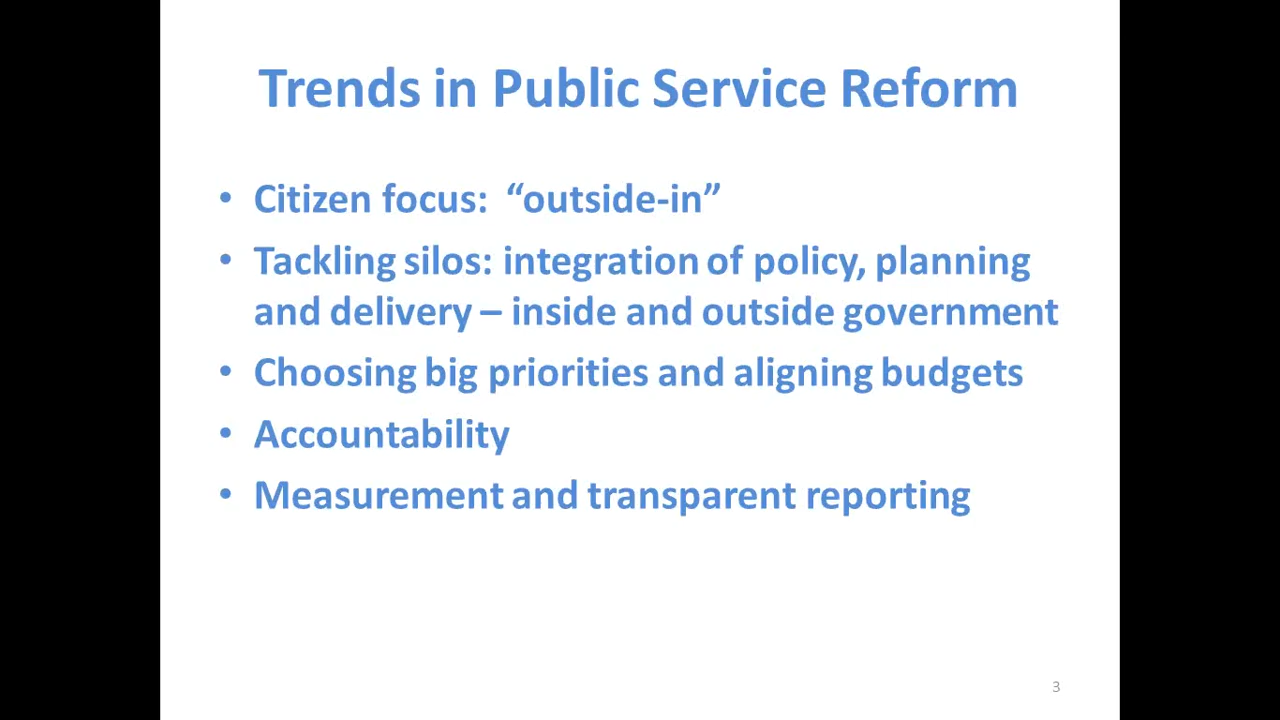 Trends in Public Service Reform
• Citizen focus:  “outside-in”
• Tackling silos: integration of policy, planning
and delivery – inside and outside government
• Choosing big priorities and aligning budgets
• Accountability
• Measurement and transparent reporting
3